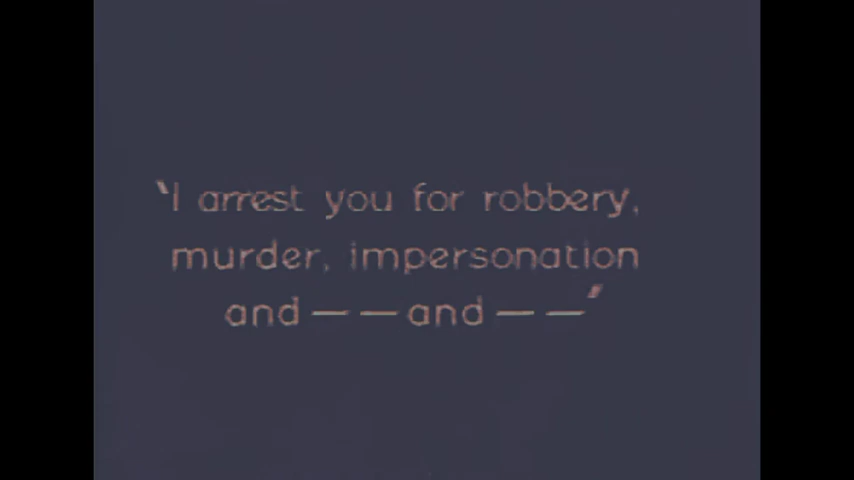 'I arrest you for robbery,
murder, impersonation
and — — and — —'